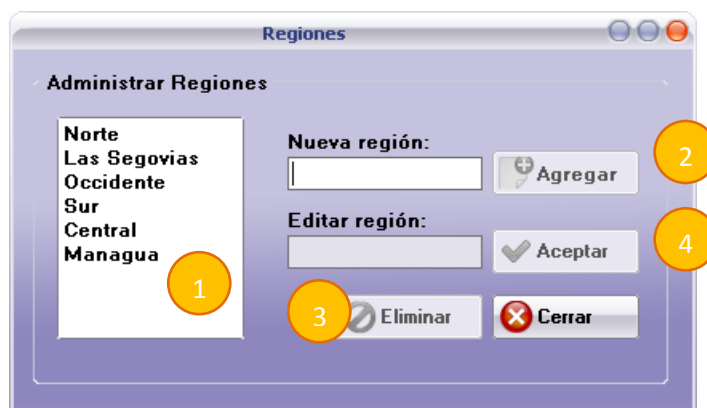 Regiones
Administrar Regiones
Norte
Las Segovias
Occidente
Sur
Central
Managua
1
Nueva región:
Agregar
2
Editar región:
Aceptar
4
3
Eliminar
Cerrar